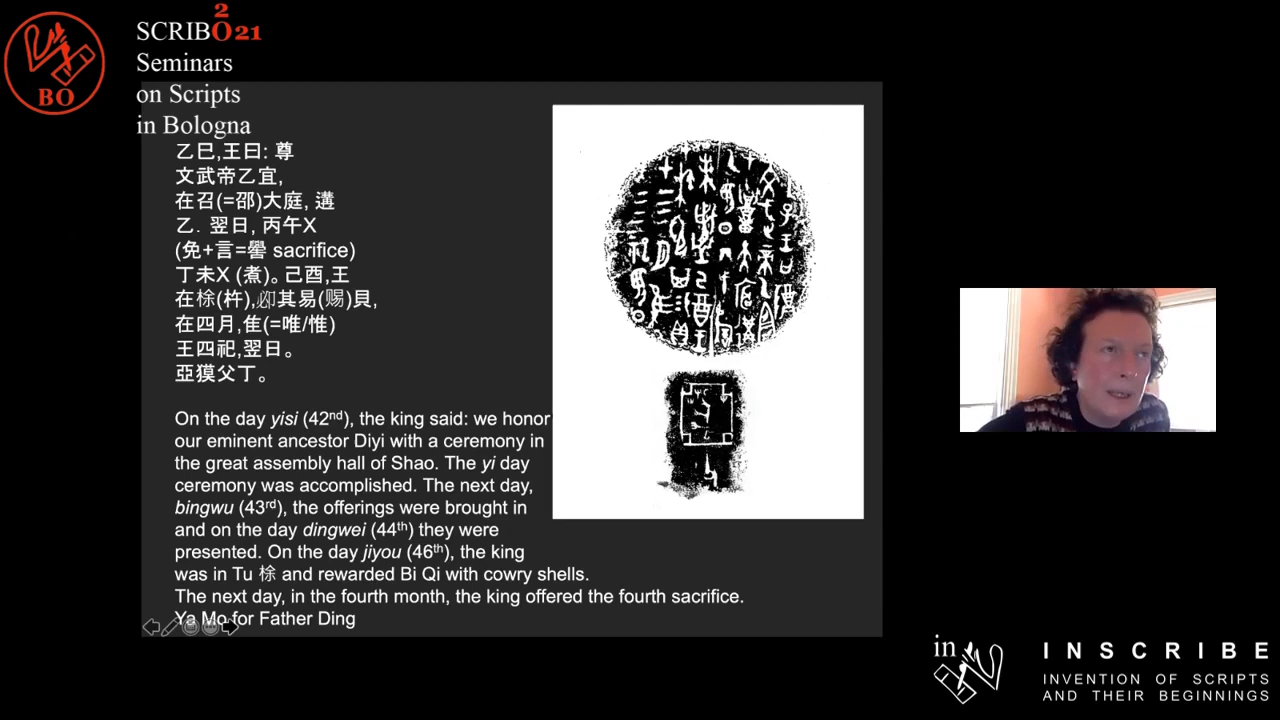 SCRIBO2021
Seminars
on Scripts
in Bologna
BO
乙巳,王曰: 尊
文武帝乙宜,
在召(=邵)大庭, 遘
乙. 翌日, 丙午X
(免+言= sacrifice)
丁未X (煮)。己酉,王
在梌(杵),其易(赐)貝,
在四月,隹(=唯/惟)
王四祀,翌日。
亞獏父丁。
On the day yisi (42nd), the king said: we honor
our eminent ancestor Diyi with a ceremony in
the great assembly hall of Shao. The yi day
ceremony was accomplished. The next day,
bingwu (43rd), the offerings were brought in
and on the day dingwei (44th) they were
presented. On the day jiyou (46th), the king
was in Tu 梌 and rewarded Bi Qi with cowry shells.
The next day, in the fourth month, the king offered the fourth sacrifice.
Ya Mo for Father Ding
in
INSCRIBE
INVENTION OF SCRIPTS
AND THEIR BEGINNINGS